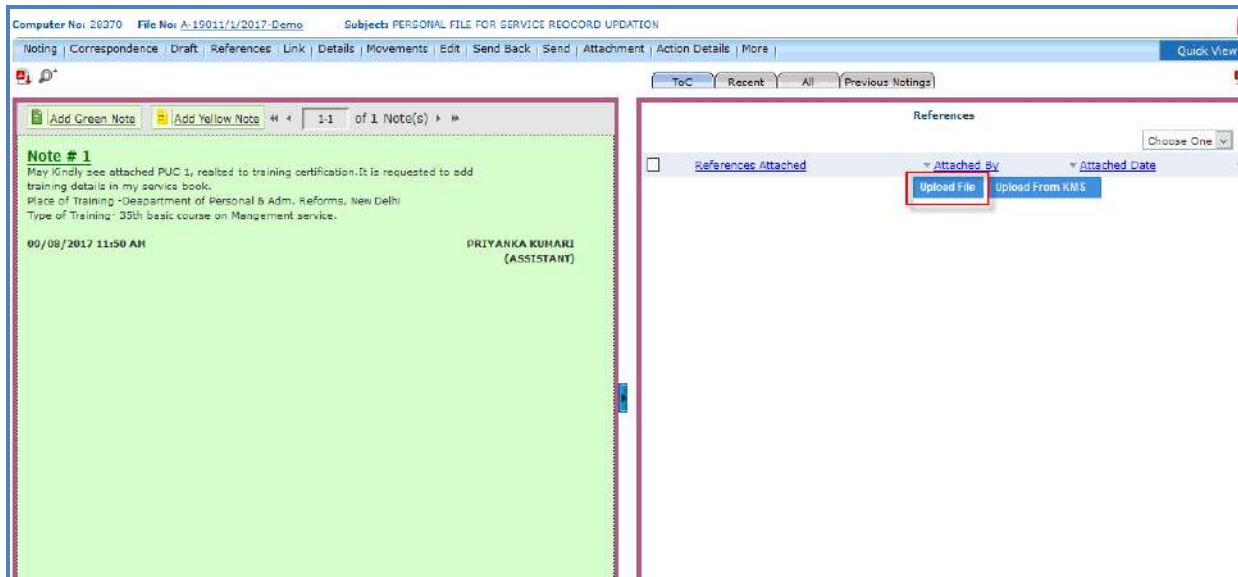 Computer No: 28370 File No: A-19011/1/2017-Demo Subject: PERSONAL FILE FOR SERVICE REOCORD UPDATION
Noting | Correspondence | Draft | References | Link | Details | Movements | Edit | Send Back | Send | Attachment | Action Details | More |
Quick View
ToC Recent All Previous Notings
Add Green Note Add Yellow Note 1-1 of 1 Note(s)
References
Choose One
Note # 1
May Kindly see attached PUC 1, realted to training certification.It is requested to add
training details in my service book.
Place of Training -Deapartment of Personal & Adm. Reforms, New Delhi
Type of Training- 35th basic course on Mangement service.
09/08/2017 11:50 AM PRIYANKA KUMARI
(ASSISTANT)
References Attached Attached By Attached Date
Upload File Upload From KMS